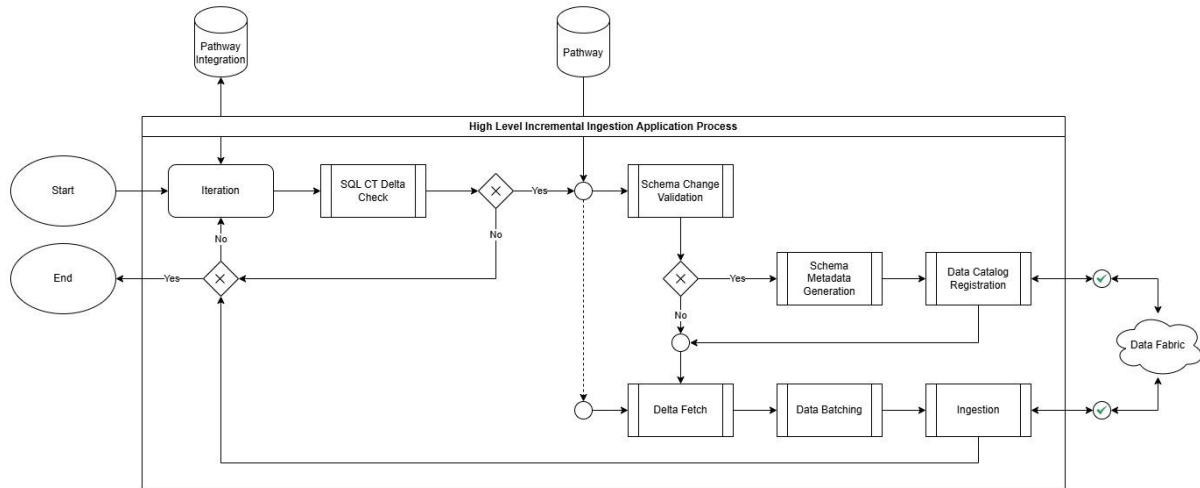 Pathway
Integration
Pathway
High Level Incremental Ingestion Application Process
Start
Iteration
SQL CT Delta
Check
Yes
Schema Change
Validation
No
No
End
Yes
Yes
Schema
Metadata
Generation
Data Catalog
Registration
No
Data Fabric
Delta Fetch
Data Batching
Ingestion